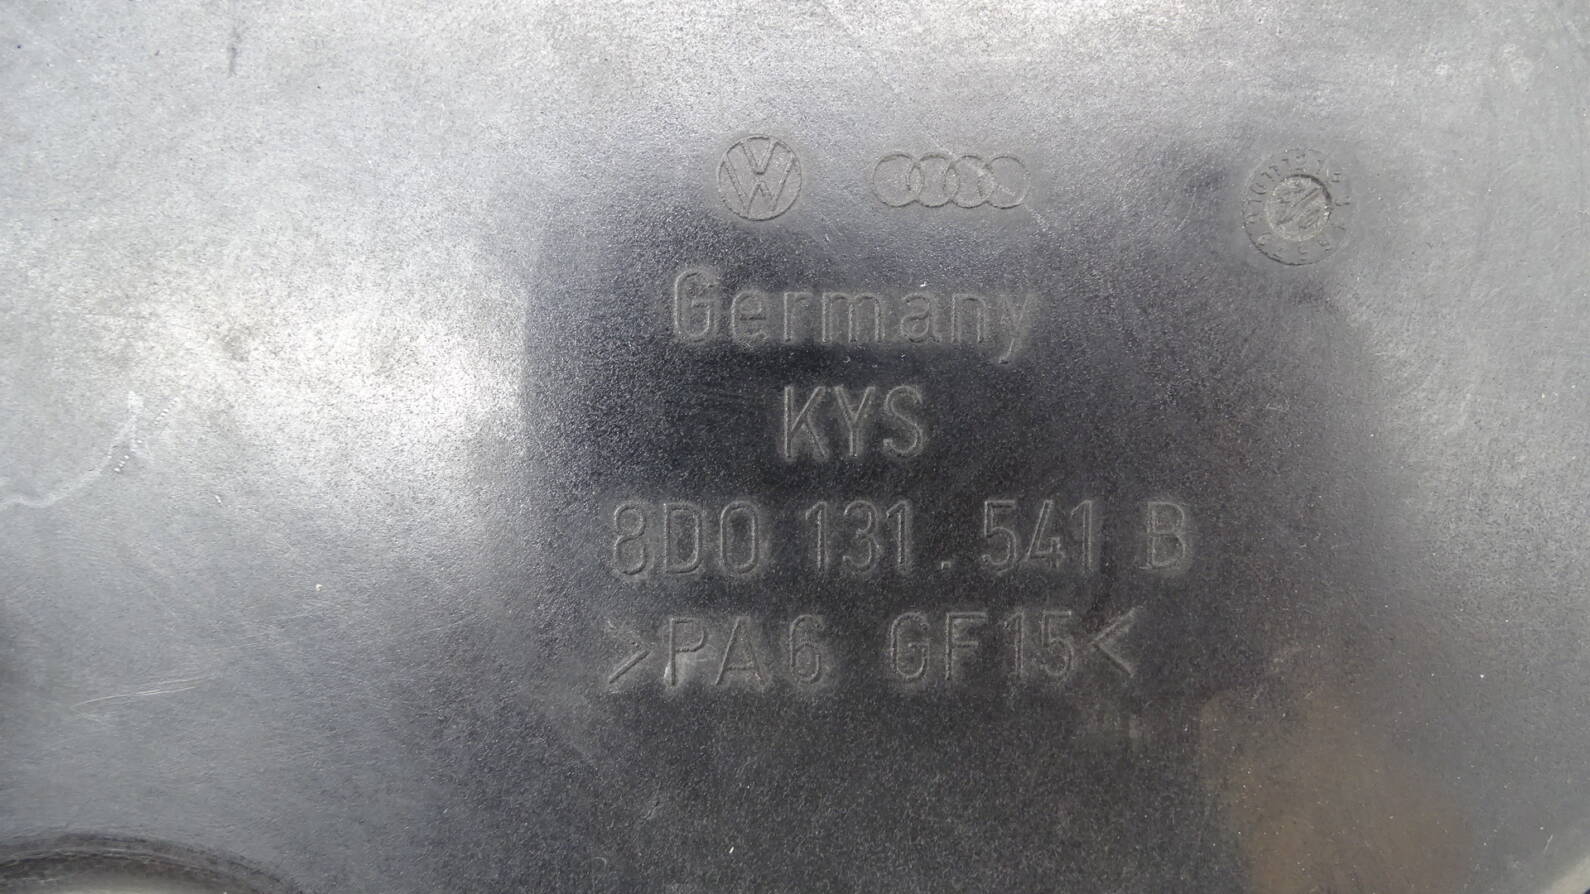 Germany
KYS
8D0 131.541 B
>PA6 GF15<